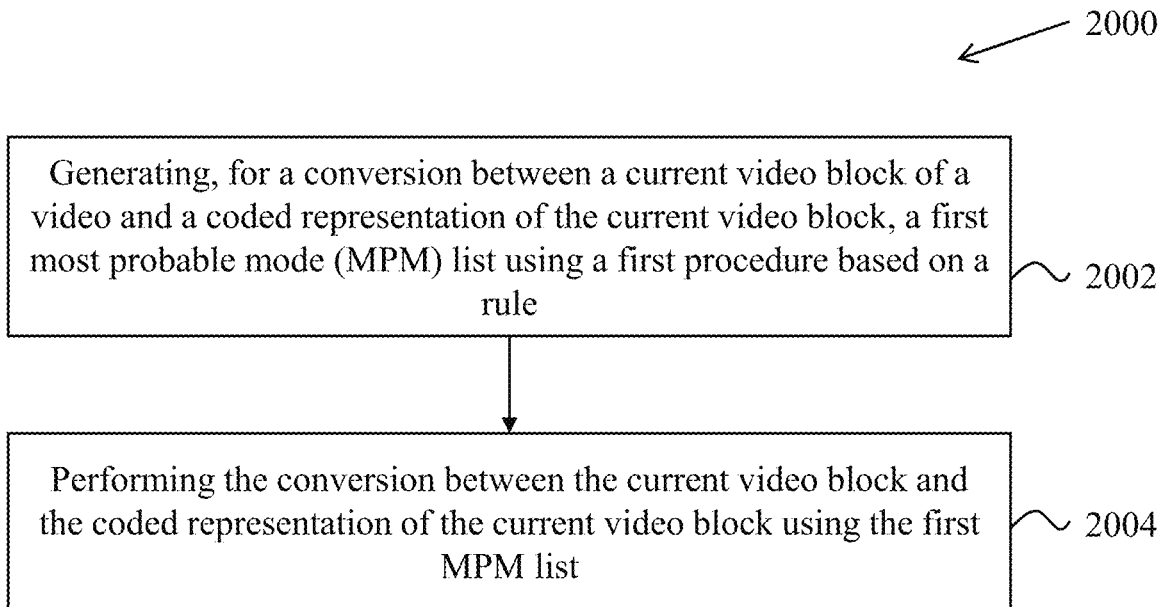 2000
Generating, for a conversion between a current video block of a
video and a coded representation of the current video block, a first
most probable mode (MPM) list using a first procedure based on a
rule
2002
Performing the conversion between the current video block and
the coded representation of the current video block using the first
MPM list
2004